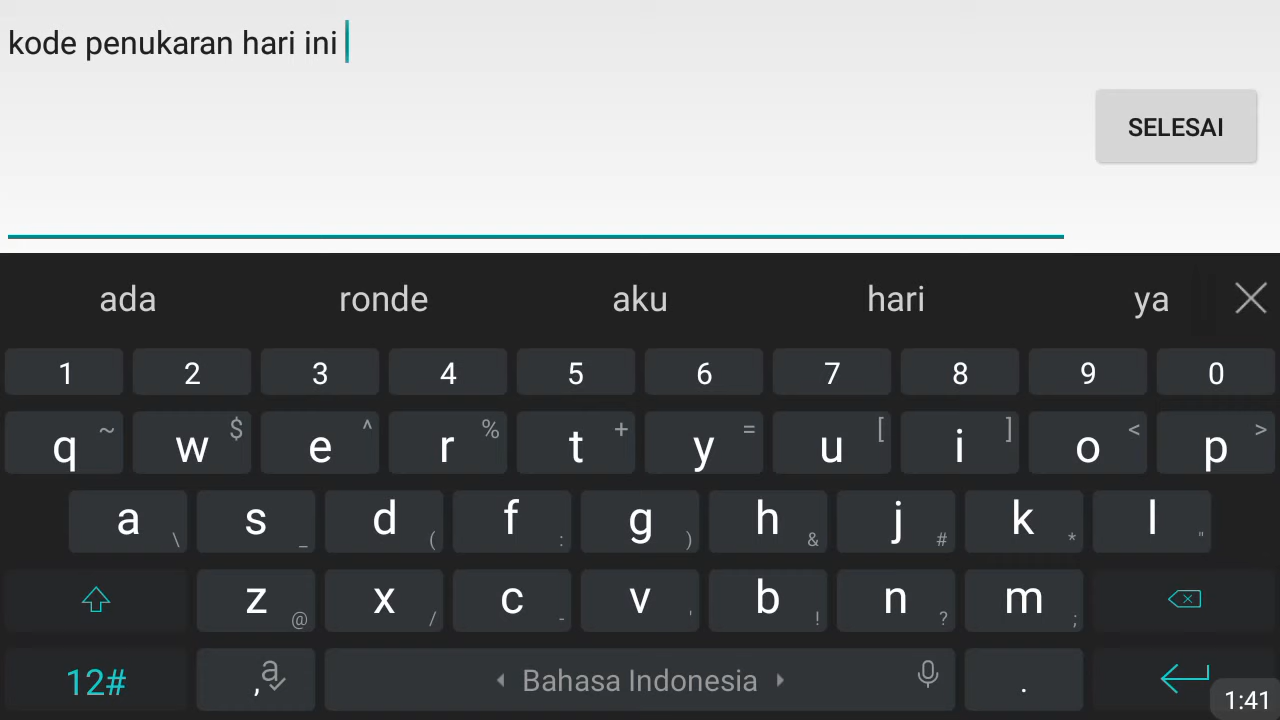 kode penukaran hari ini
SELESAI
ada ronde aku hari ya
1 2 3 4 5 6 7 8 9 0
q ~ w $ e ^ r % t + y = u [ i ] o < p >
a \ s _ d ( f : g ) h & j # k * l "
z @ x / c - v ' b ! n ? m ;
12# , a Bahasa Indonesia .
1:41